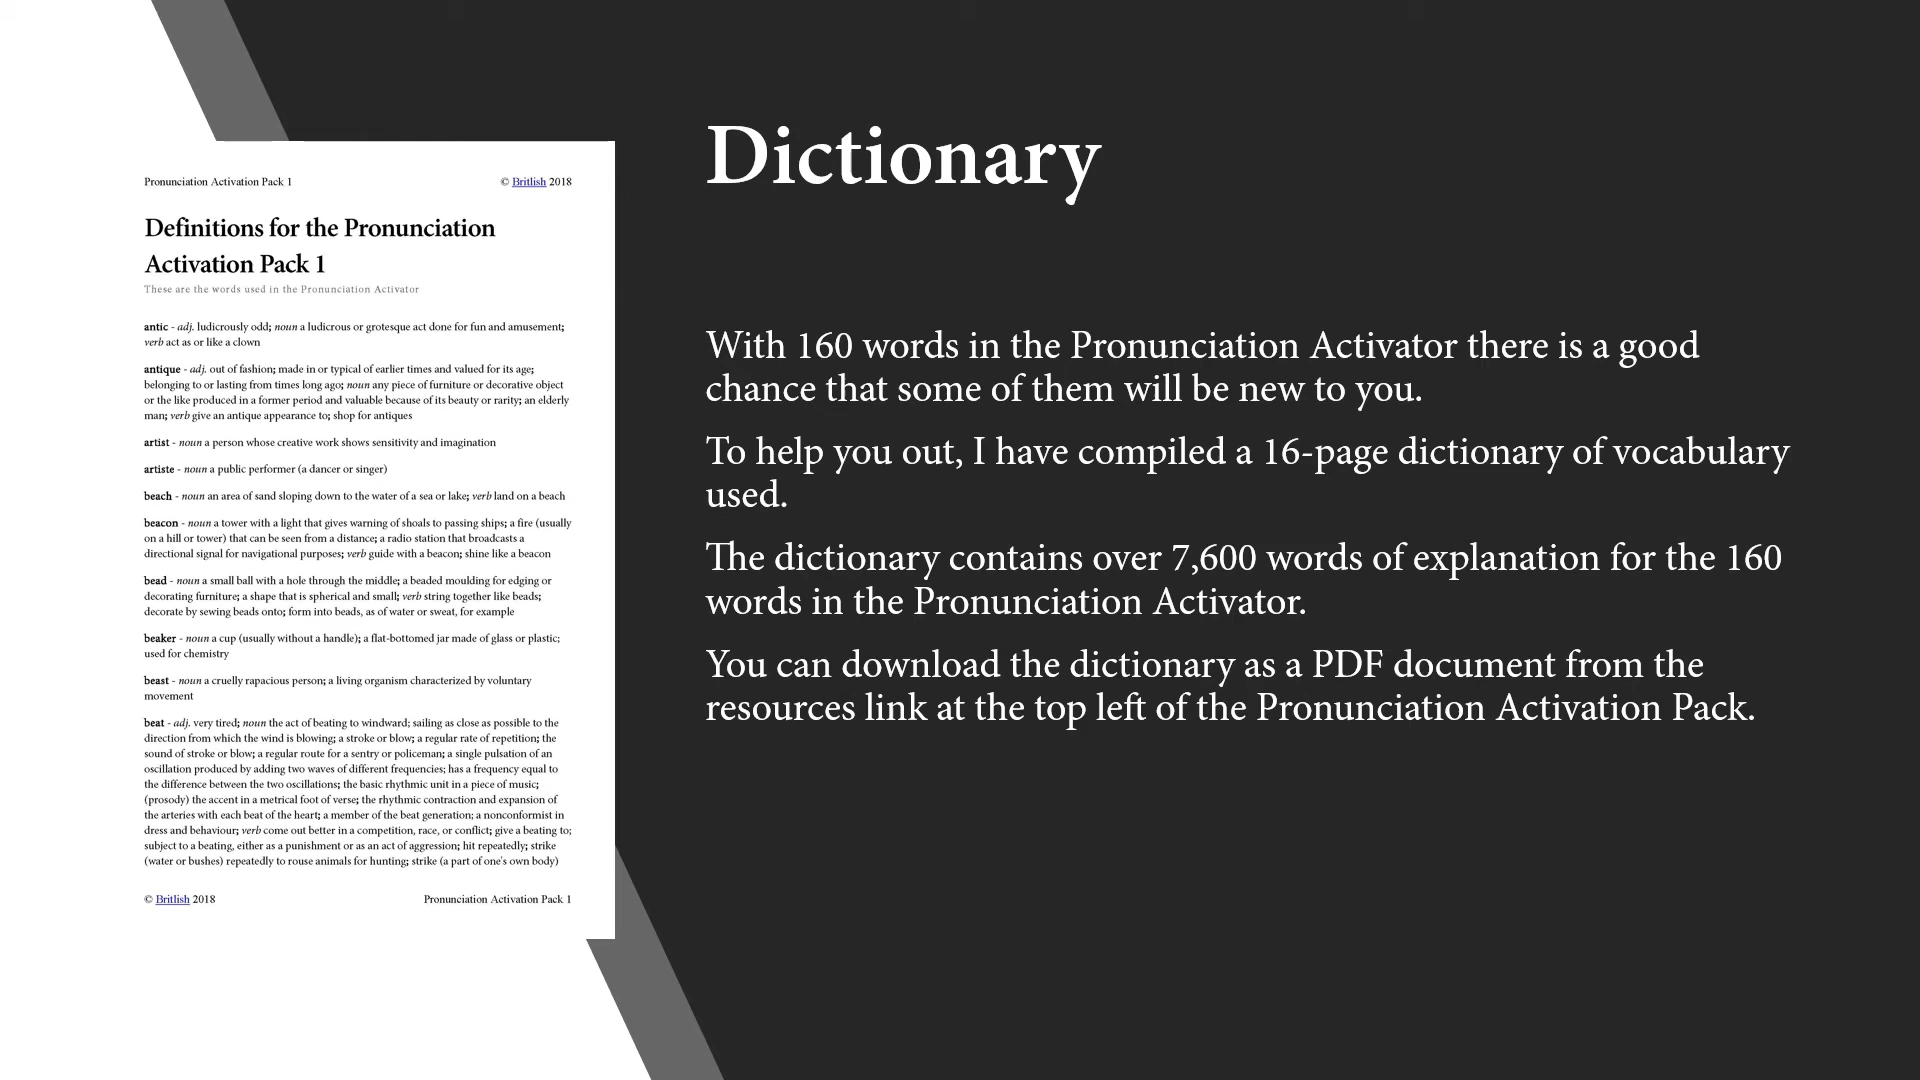 Pronunciation Activation Pack 1 © Britlish 2018
Definitions for the Pronunciation
Activation Pack 1
These are the words used in the Pronunciation Activator
antic - adj. ludicrously odd; noun a ludicrous or grotesque act done for fun and amusement;
verb act as or like a clown
antique - adj. out of fashion; made in or typical of earlier times and valued for its age;
belonging to or lasting from times long ago; noun any piece of furniture or decorative object
or the like produced in a former period and valuable because of its beauty or rarity; an elderly
man; verb give an antique appearance to; shop for antiques
artist - noun a person whose creative work shows sensitivity and imagination
artiste - noun a public performer (a dancer or singer)
beach - noun an area of sand sloping down to the water of a sea or lake; verb land on a beach
beacon - noun a tower with a light that gives warning of shoals to passing ships; a fire (usually
on a hill or tower) that can be seen from a distance; a radio station that broadcasts a
directional signal for navigational purposes; verb guide with a beacon; shine like a beacon
bead - noun a small ball with a hole through the middle; a beaded moulding for edging or
decorating furniture; a shape that is spherical and small; verb string together like beads;
decorate by sewing beads onto; form into beads, as of water or sweat, for example
beaker - noun a cup (usually without a handle); a flat-bottomed jar made of glass or plastic;
used for chemistry
beast - noun a cruelly rapacious person; a living organism characterized by voluntary
movement
beat - adj. very tired; noun the act of beating to windward; sailing as close as possible to the
direction from which the wind is blowing; a stroke or blow; a regular rate of repetition; the
sound of stroke or blow; a regular route for a sentry or policeman; a single pulsation of an
oscillation produced by adding two waves of different frequencies; has a frequency equal to
the difference between the two oscillations; the basic rhythmic unit in a piece of music;
(prosody) the accent in a metrical foot of verse; the rhythmic contraction and expansion of
the arteries with each beat of the heart; a member of the beat generation; a nonconformist in
dress and behaviour; verb come out better in a competition, race, or conflict; give a beating to;
subject to a beating, either as a punishment or as an act of aggression; hit repeatedly; strike
(water or bushes) repeatedly to rouse animals for hunting; strike (a part of one's own body)
© Britlish 2018 Pronunciation Activation Pack 1
Dictionary
With 160 words in the Pronunciation Activator there is a good
chance that some of them will be new to you.
To help you out, I have compiled a 16-page dictionary of vocabulary
used.
The dictionary contains over 7,600 words of explanation for the 160
words in the Pronunciation Activator.
You can download the dictionary as a PDF document from the
resources link at the top left of the Pronunciation Activation Pack.